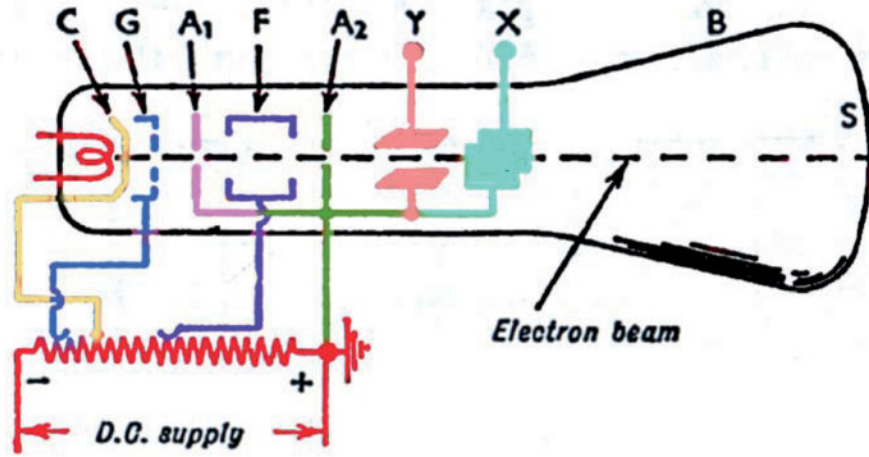 C G A₁ F A₂ Y X B
S
Electron beam
− +
D.C. supply